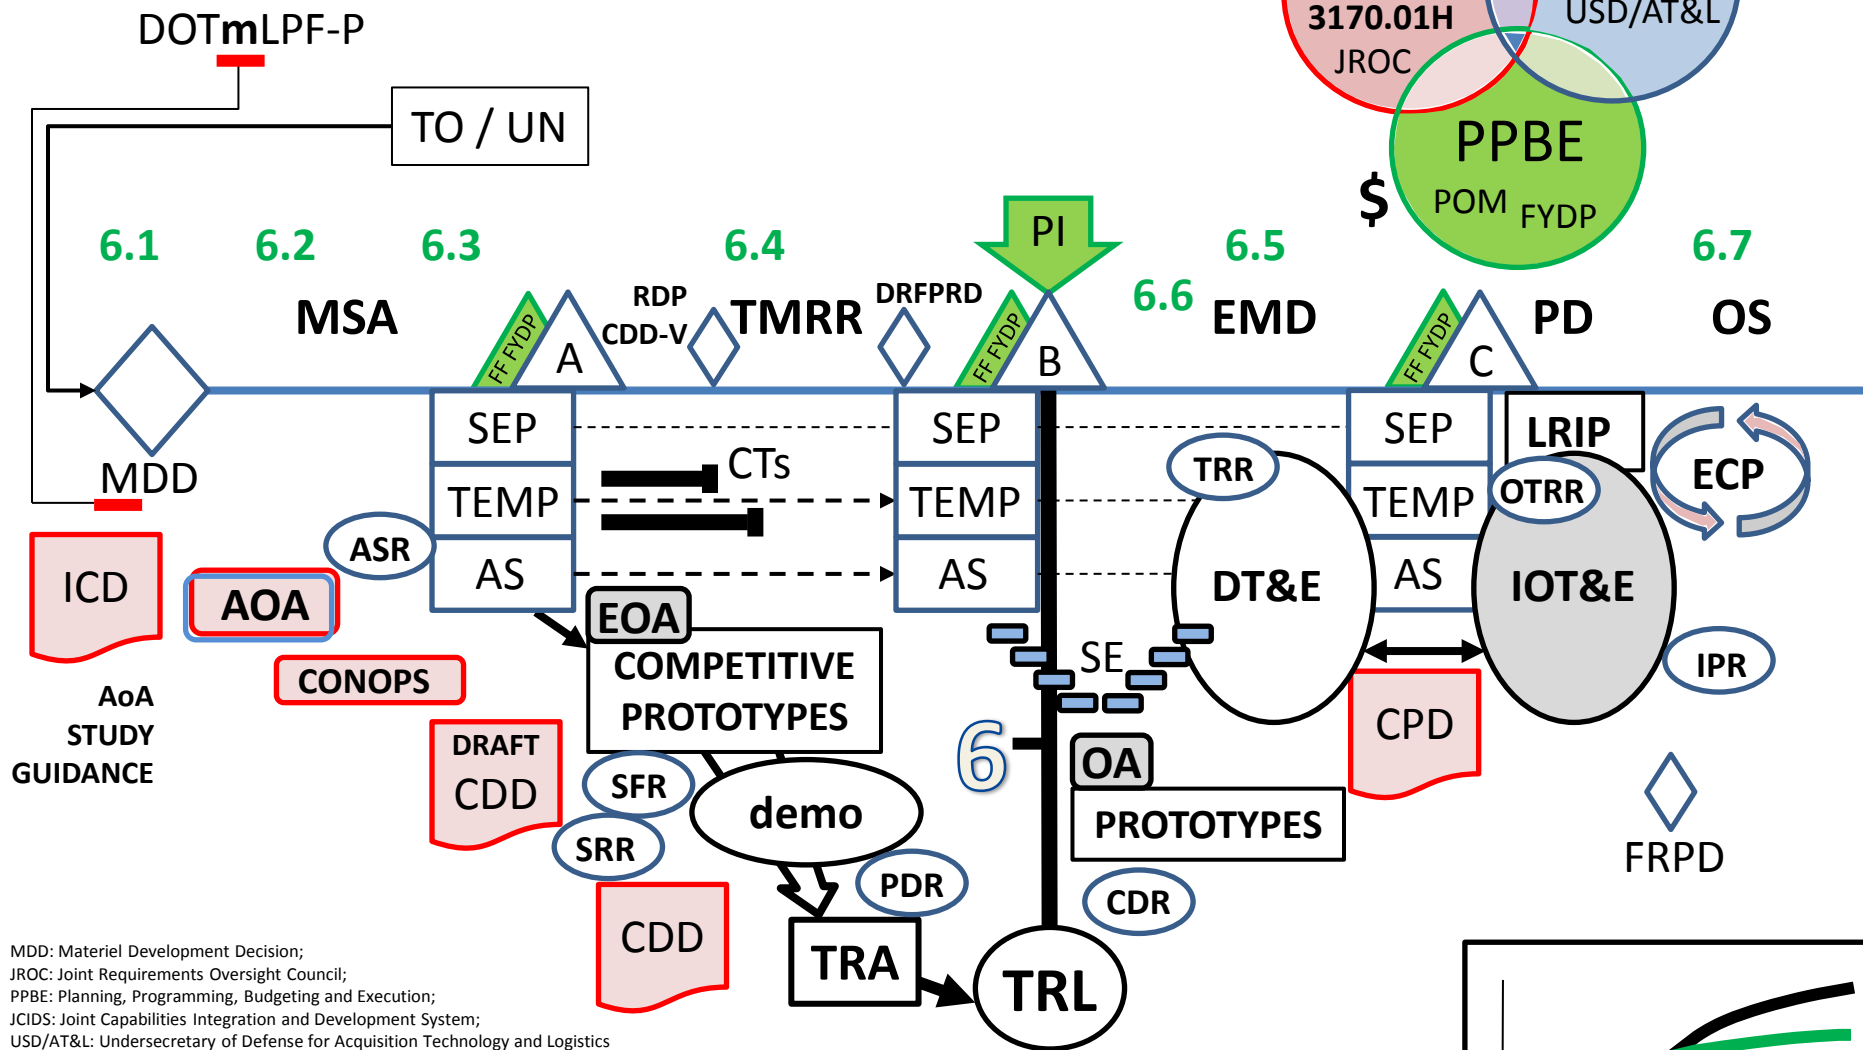 DOTmLPF-P
TO / UN
3170.01H
JROC
USD/AT&L
PPBE
POM
FYDP
$
6.1
6.2
6.3
6.4
PI
6.6
6.5
6.7
MSA
FF FYDP
A
RDP
CDD-V
TMRR
DRFPRD
FF FYDP
B
EMD
FF FYDP
C
PD
OS
MDD
SEP
TEMP
AS
CTs
SEP
TEMP
AS
TRR
SEP
TEMP
AS
LRIP
OTRR
ECP
ICD
AOA
ASR
CONOPS
AoA
STUDY
GUIDANCE
EOA
COMPETITIVE
PROTOTYPES
DRAFT
CDD
SFR
SRR
demo
PDR
CDD
TRA
TRL
6
SE
OA
PROTOTYPES
CDR
DT&E
IOT&E
CPD
IPR
FRPD
MDD: Materiel Development Decision;
JROC: Joint Requirements Oversight Council;
PPBE: Planning, Programming, Budgeting and Execution;
JCIDS: Joint Capabilities Integration and Development System;
USD/AT&L: Undersecretary of Defense for Acquisition Technology and Logistics